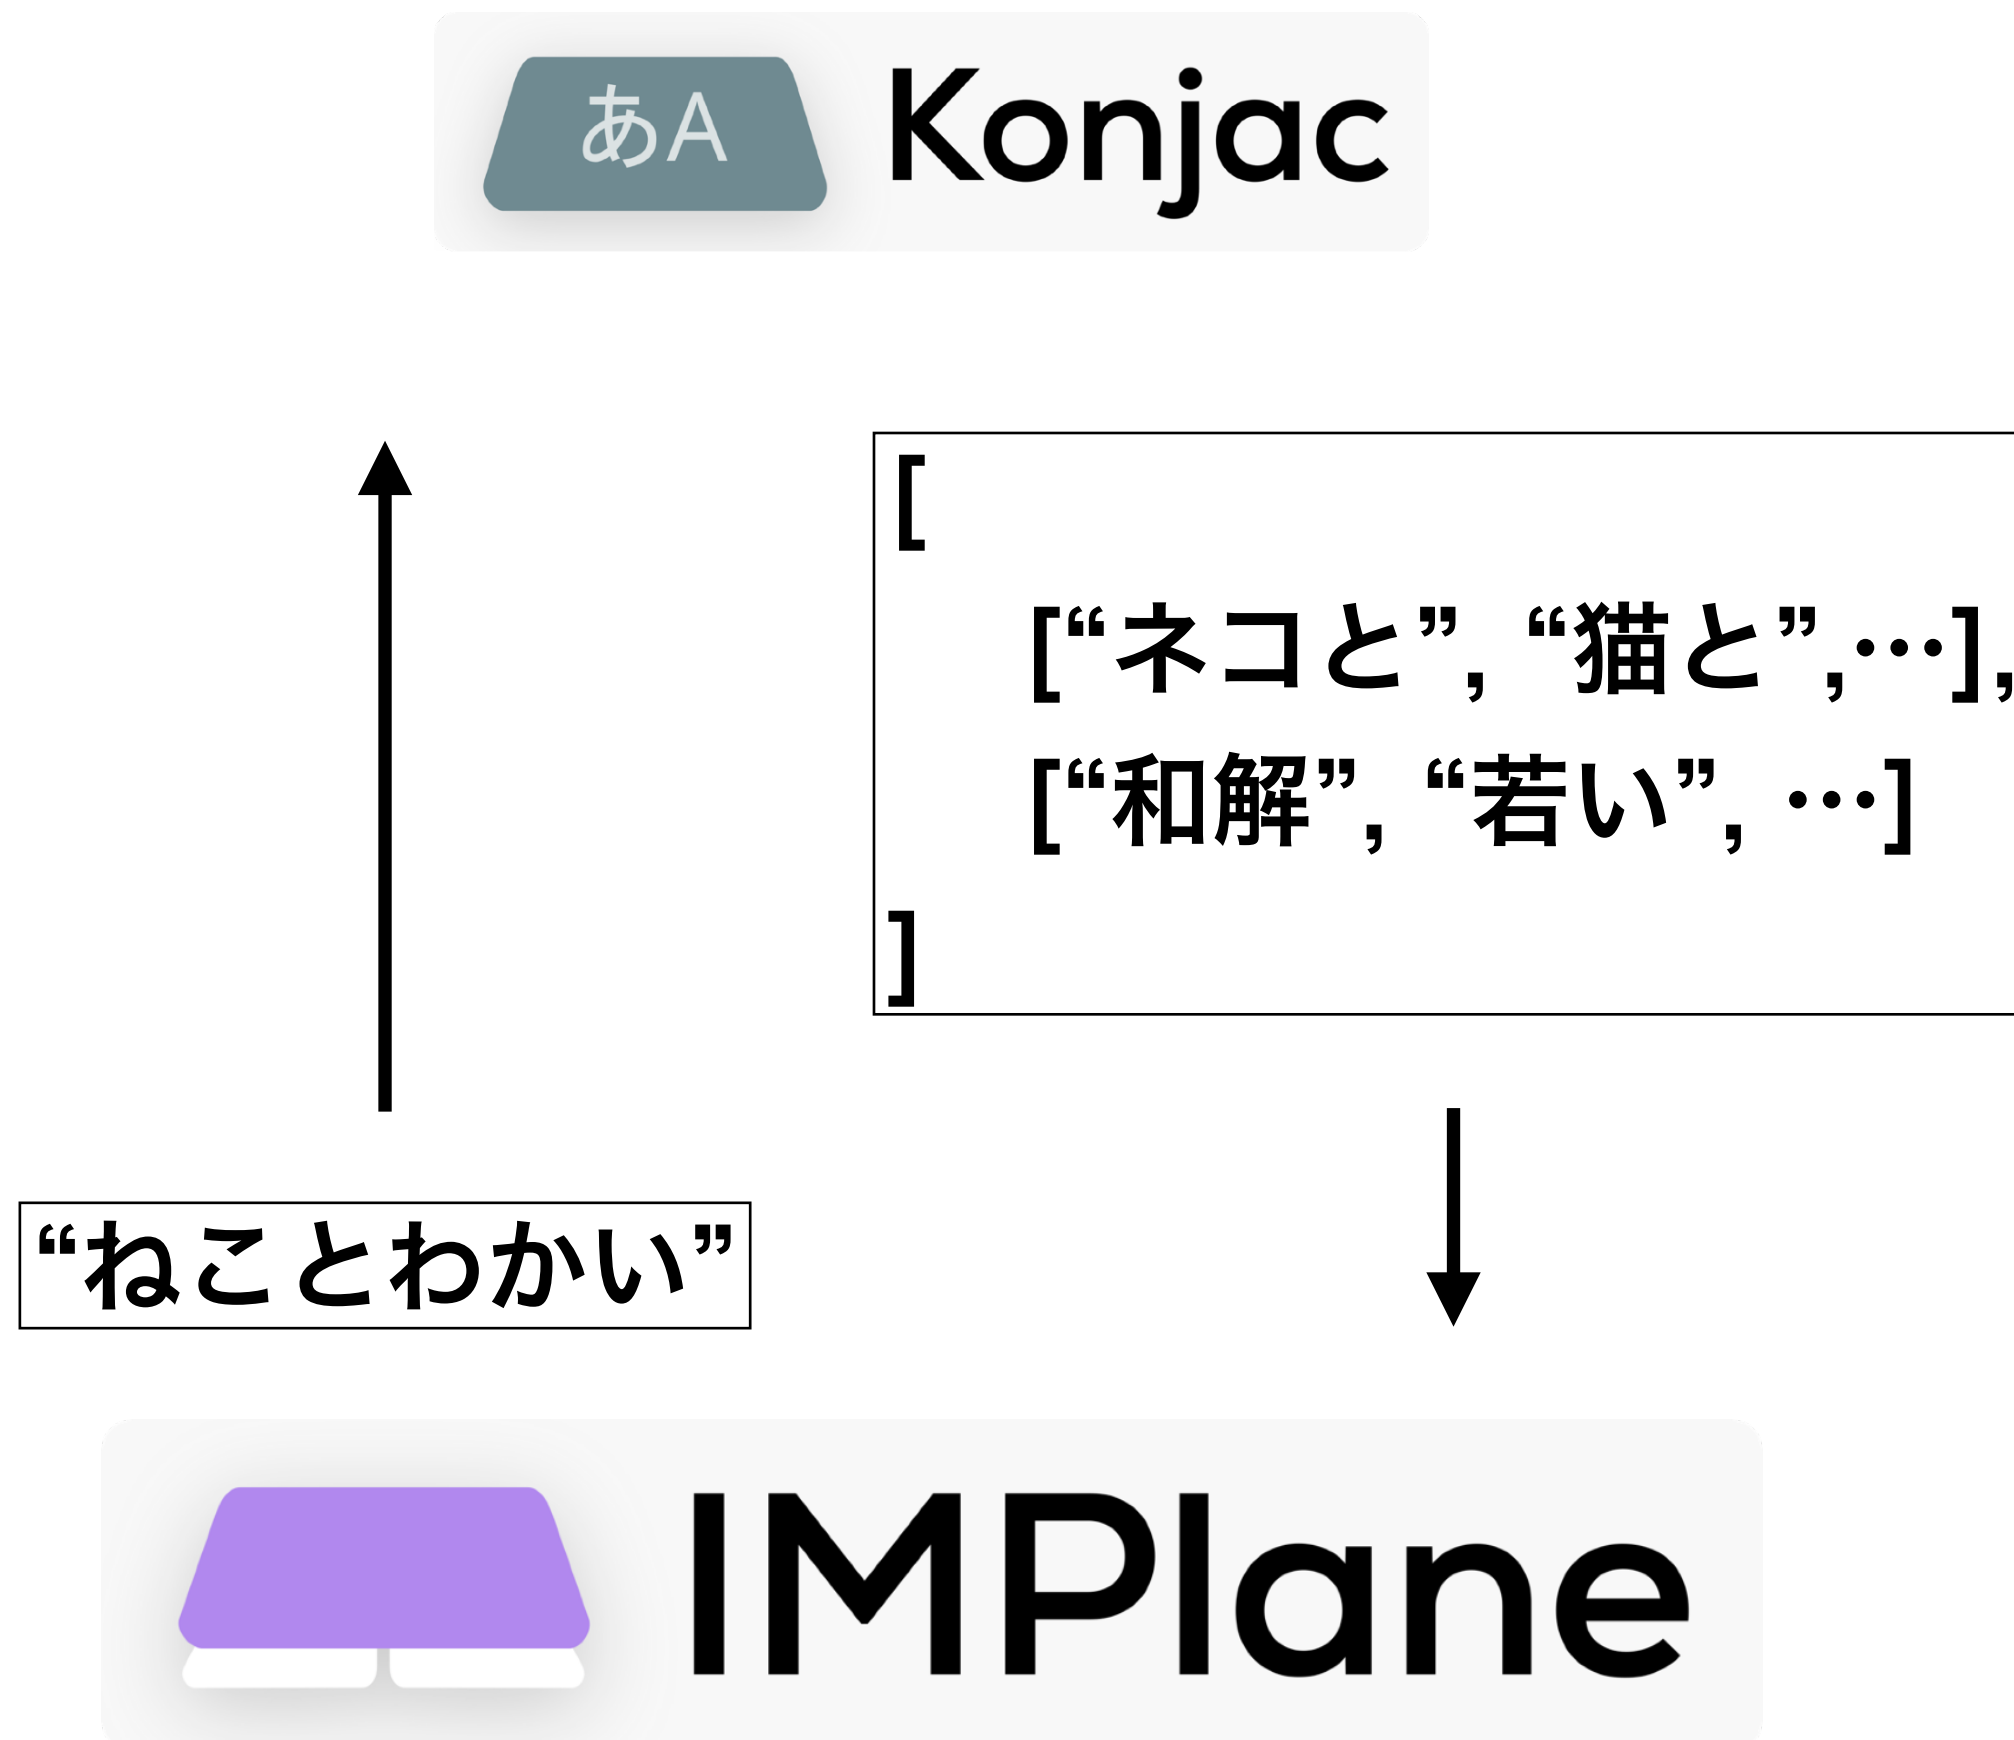 あA Konjac
[
[“ネコと”, “猫と”,…],
[“和解”, “若い”, …]
]
“ねことわかい”
IMPlane